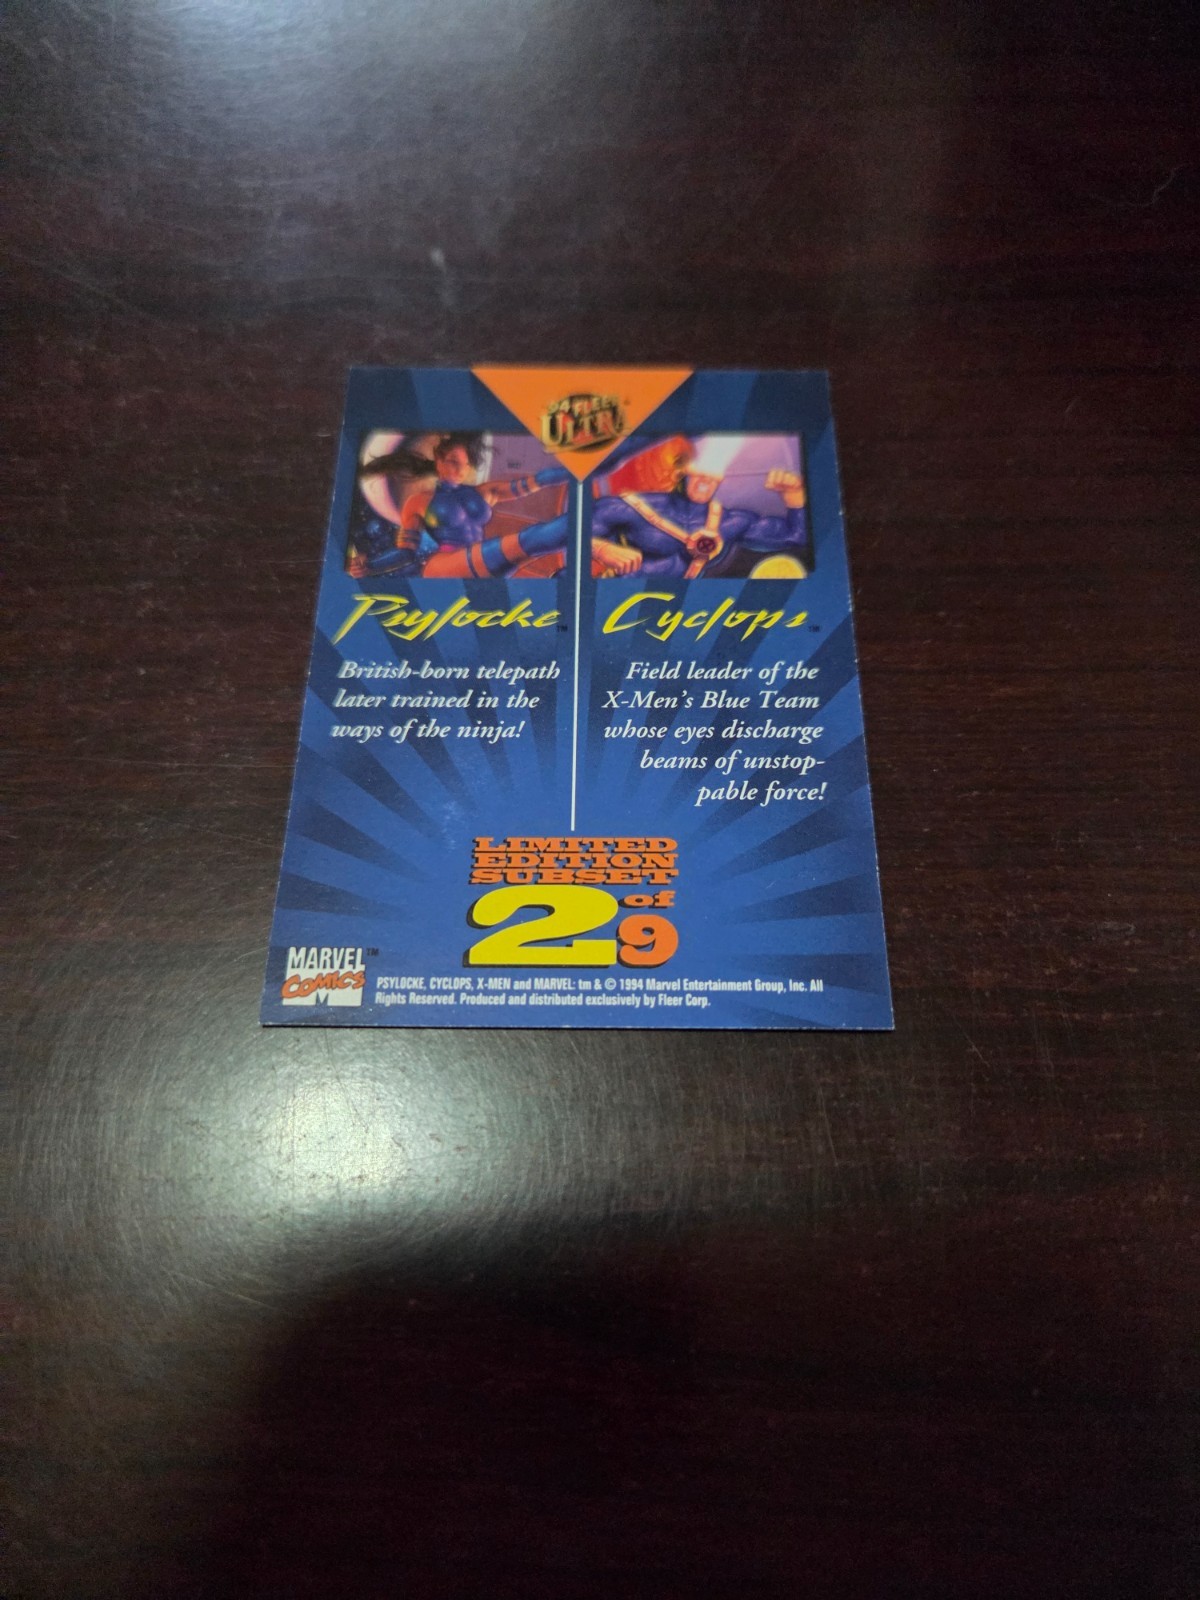 '94 FLEER
ULTRA
Psylocke™
British-born telepath
later trained in the
ways of the ninja!
Cyclops™
Field leader of the
X-Men's Blue Team
whose eyes discharge
beams of unstop-
pable force!
LIMITED
EDITION
SUBSET
2 of 9
MARVEL™
COMICS
PSYLOCKE, CYCLOPS, X-MEN and MARVEL: tm & © 1994 Marvel Entertainment Group, Inc. All
Rights Reserved. Produced and distributed exclusively by Fleer Corp.